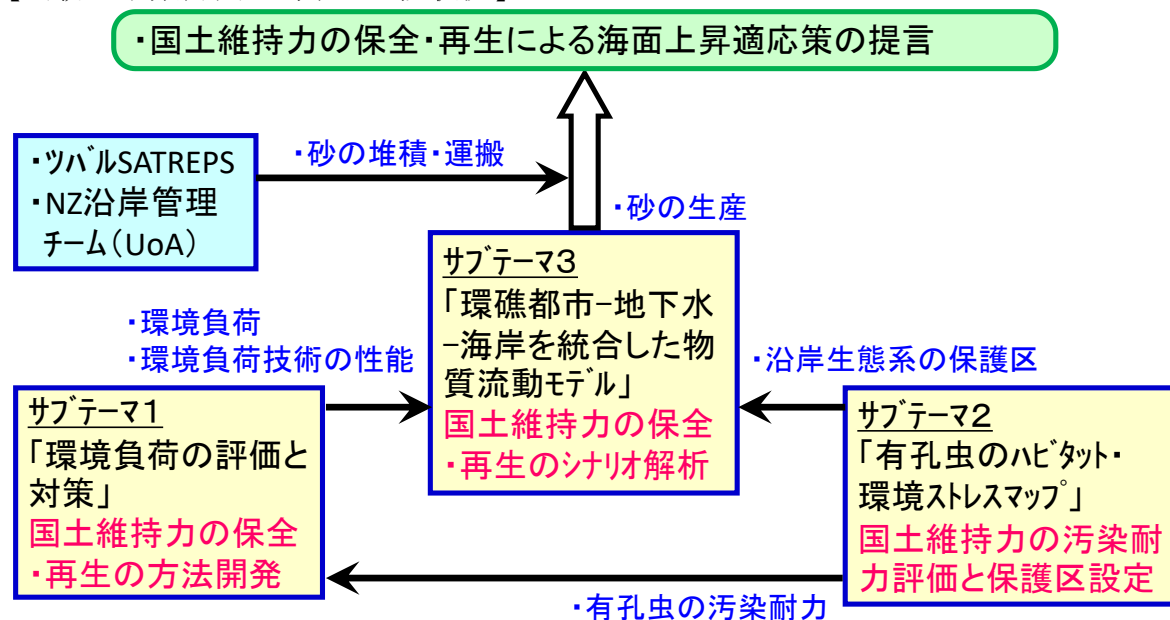 ・国土維持力の保全・再生による海面上昇適応策の提言
・ツバルSATREPS
・NZ沿岸管理
チーム(UoA)
・砂の堆積・運搬
・砂の生産
サブテーマ3
「環礁都市-地下水
-海岸を統合した物
質流動モデル」
国土維持力の保全
・再生のシナリオ解析
・環境負荷
・環境負荷技術の性能
・沿岸生態系の保護区
サブテーマ1
「環境負荷の評価と
対策」
国土維持力の保全
・再生の方法開発
サブテーマ2
「有孔虫のハビタット・
環境ストレスマップ」
国土維持力の汚染耐
力評価と保護区設定
・有孔虫の汚染耐力